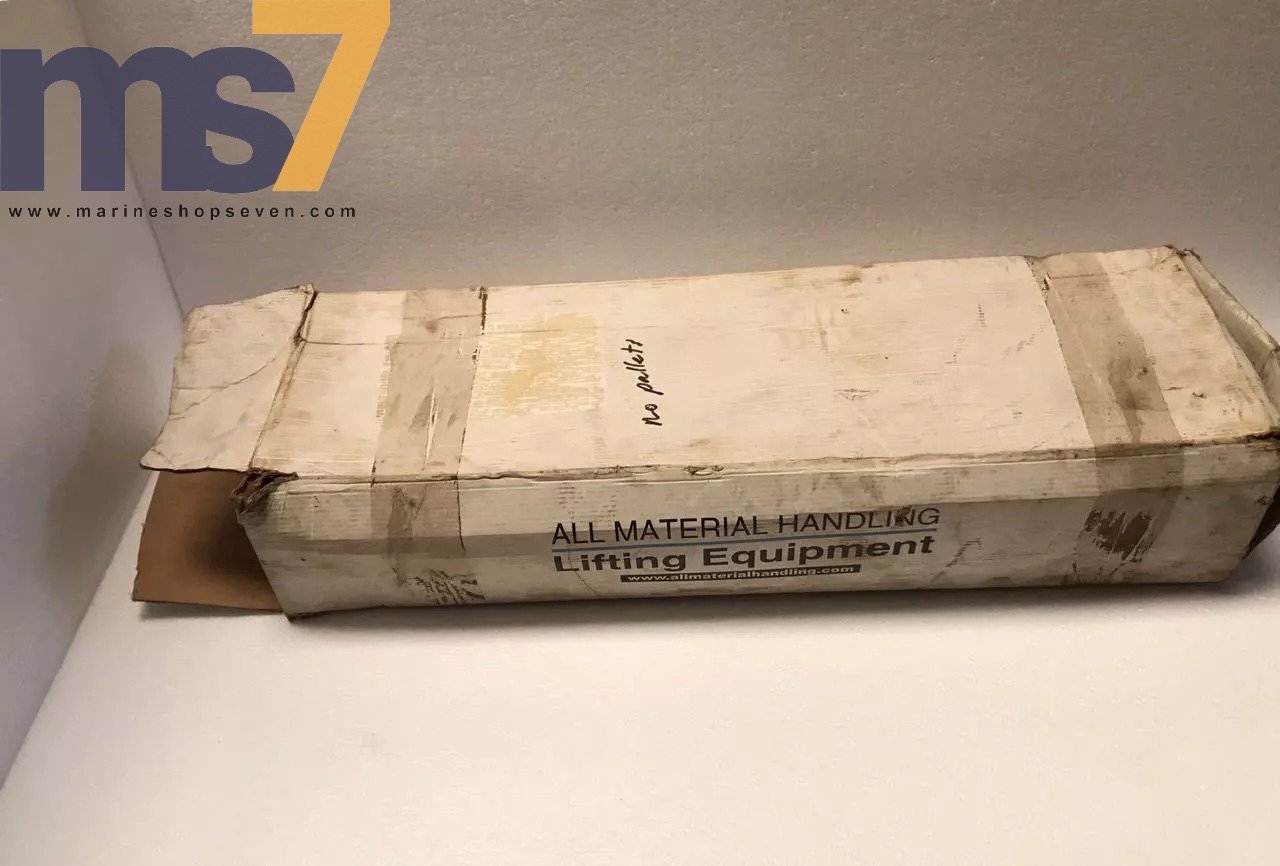 ms7
www.marineshopseven.com
no pallets
ALL MATERIAL HANDLING
Lifting Equipment
www.allmaterialhandling.com